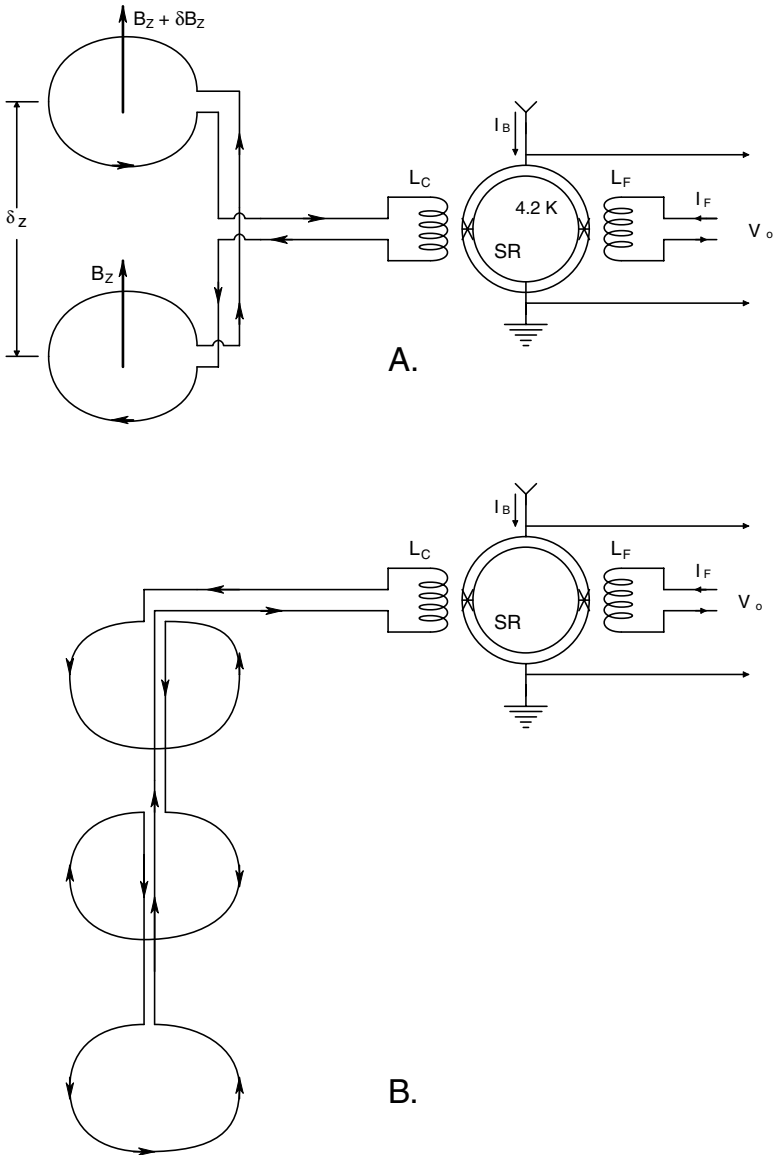 B_Z + δB_Z
I_B
L_C
L_F
4.2 K
I_F
δ_Z
V_o
SR
B_Z
A.
I_B
L_C
L_F
I_F
V_o
SR
B.